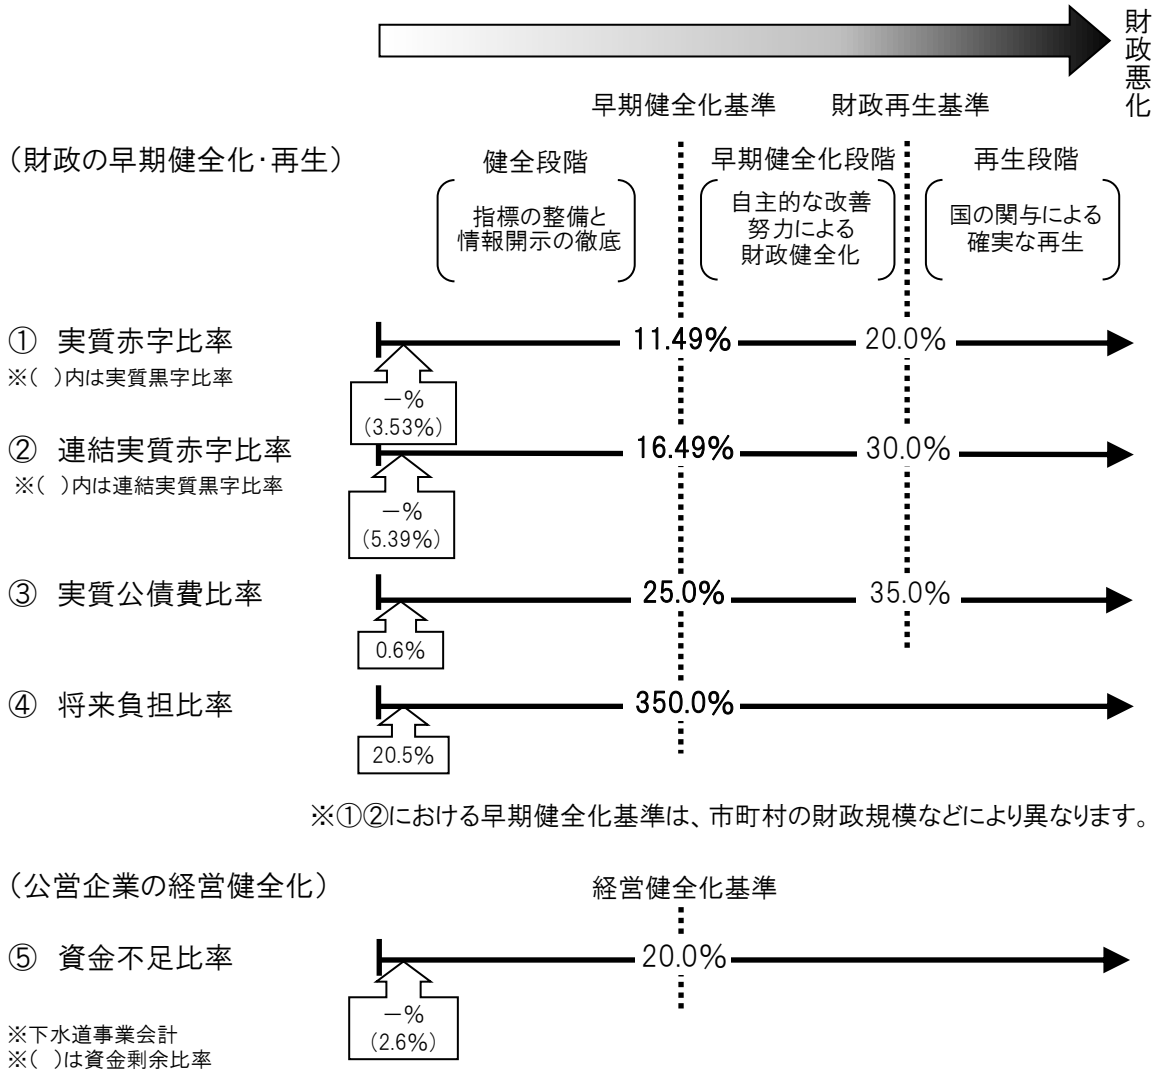 財政悪化
早期健全化基準 財政再生基準
(財政の早期健全化・再生)
健全段階 早期健全化段階 再生段階
指標の整備と
情報開示の徹底
自主的な改善
努力による
財政健全化
国の関与による
確実な再生
① 実質赤字比率 11.49% 20.0%
※( )内は実質黒字比率
－%
(3.53%)
② 連結実質赤字比率 16.49% 30.0%
※( )内は連結実質黒字比率
－%
(5.39%)
③ 実質公債費比率 25.0% 35.0%
0.6%
④ 将来負担比率 350.0%
20.5%
※①②における早期健全化基準は、市町村の財政規模などにより異なります。
(公営企業の経営健全化) 経営健全化基準
⑤ 資金不足比率 20.0%
－%
(2.6%)
※下水道事業会計
※( )は資金剰余比率